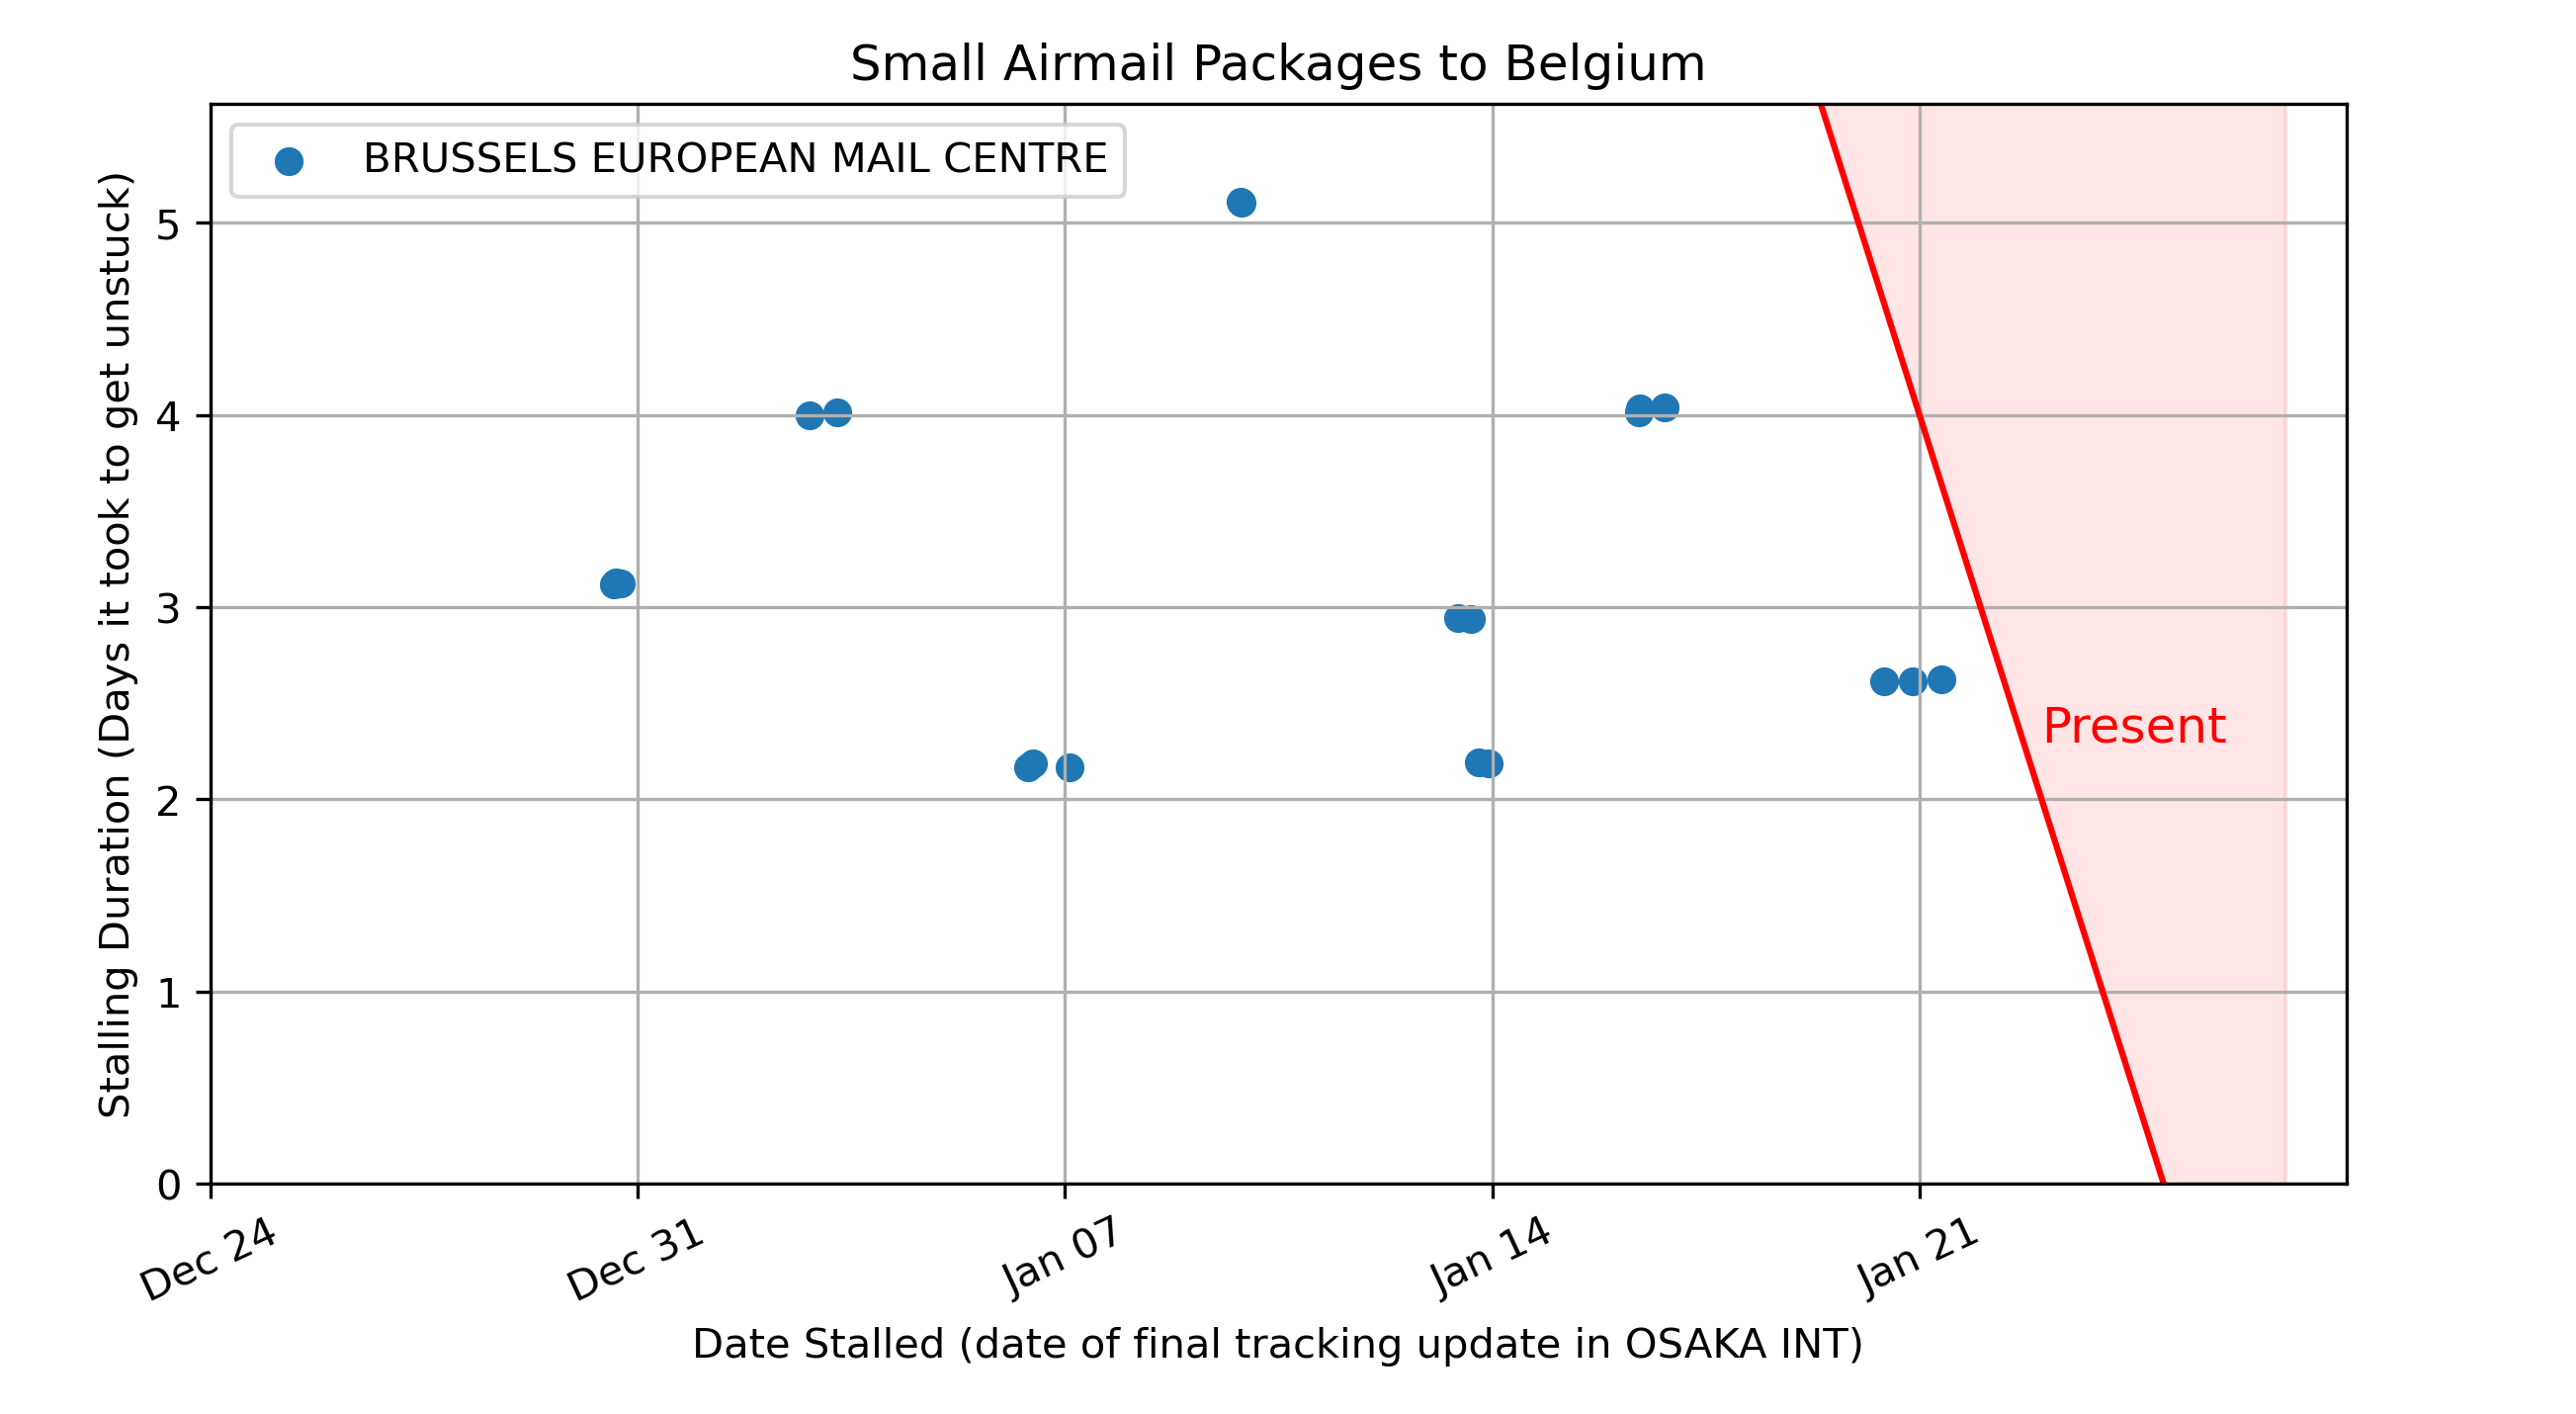 Small Airmail Packages to Belgium
BRUSSELS EUROPEAN MAIL CENTRE
Stalling Duration (Days it took to get unstuck)
5
4
3
2
1
0
Present
Dec 24
Dec 31
Jan 07
Jan 14
Jan 21
Date Stalled (date of final tracking update in OSAKA INT)